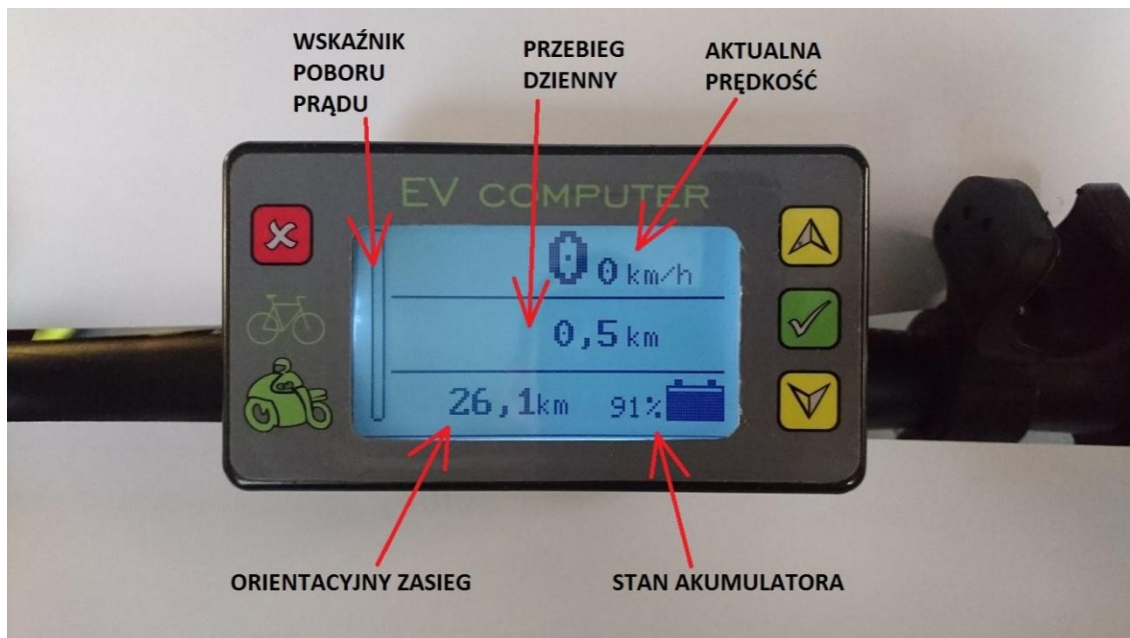 WSKAŹNIK
POBORU
PRĄDU
PRZEBIEG
DZIENNY
AKTUALNA
PRĘDKOŚĆ
EV COMPUTER
0 0 km/h
0,5 km
26,1km 91%
ORIENTACYJNY ZASIEG
STAN AKUMULATORA